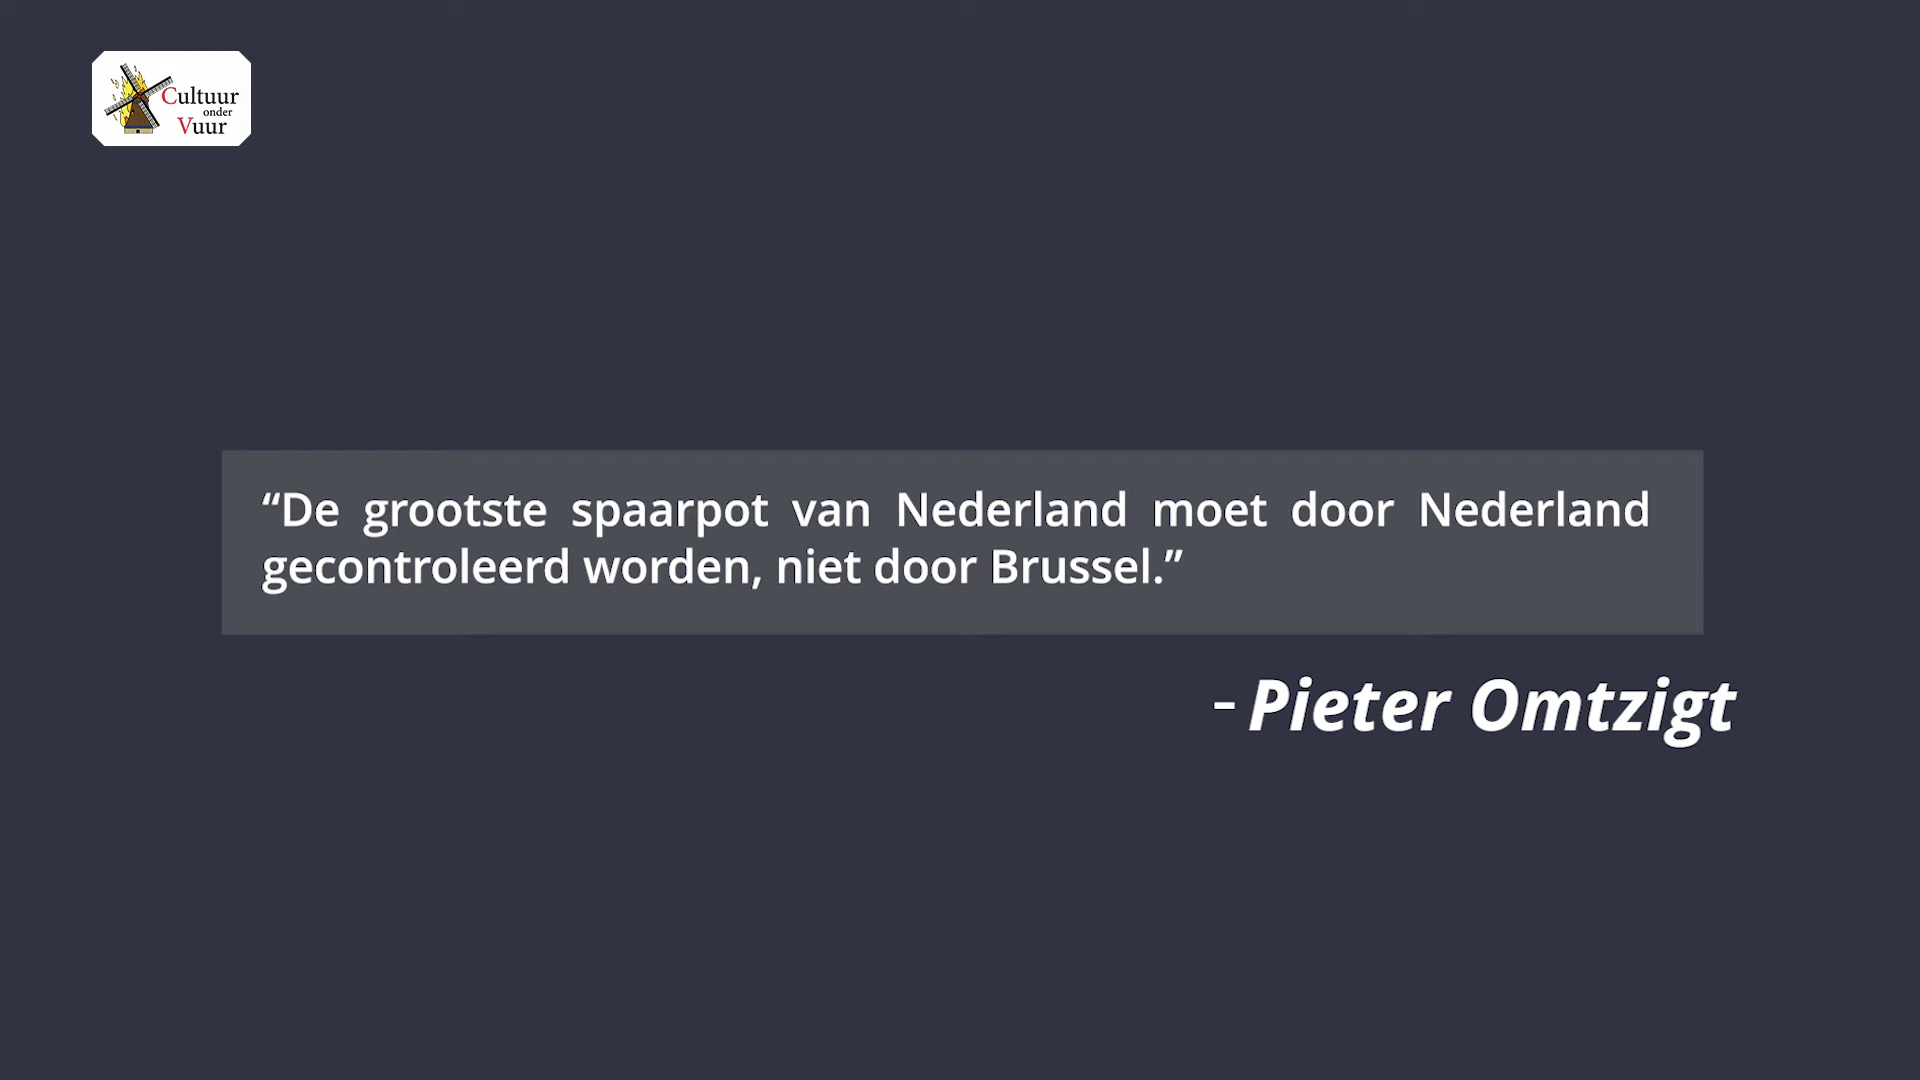 Cultuur
onder
Vuur
“De grootste spaarpot van Nederland moet door Nederland
gecontroleerd worden, niet door Brussel.”
- Pieter Omtzigt